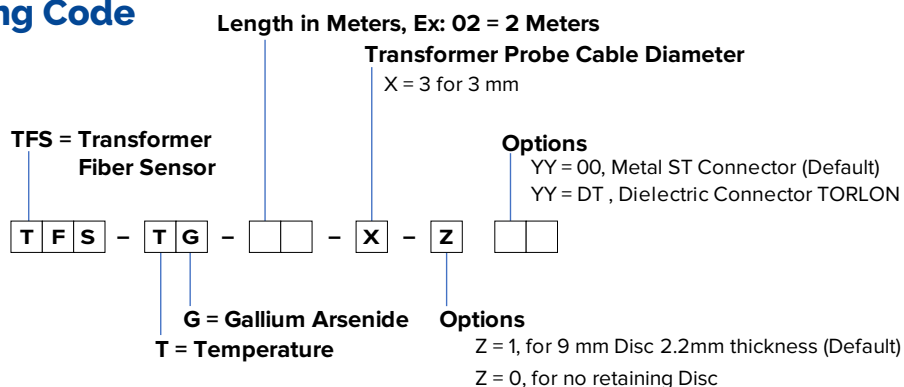 ng Code
Length in Meters, Ex: 02 = 2 Meters
Transformer Probe Cable Diameter
X = 3 for 3 mm
TFS = Transformer
Fiber Sensor
Options
YY = 00, Metal ST Connector (Default)
YY = DT , Dielectric Connector TORLON
T F S – T G – – X – Z
G = Gallium Arsenide
T = Temperature
Options
Z = 1, for 9 mm Disc 2.2mm thickness (Default)
Z = 0, for no retaining Disc